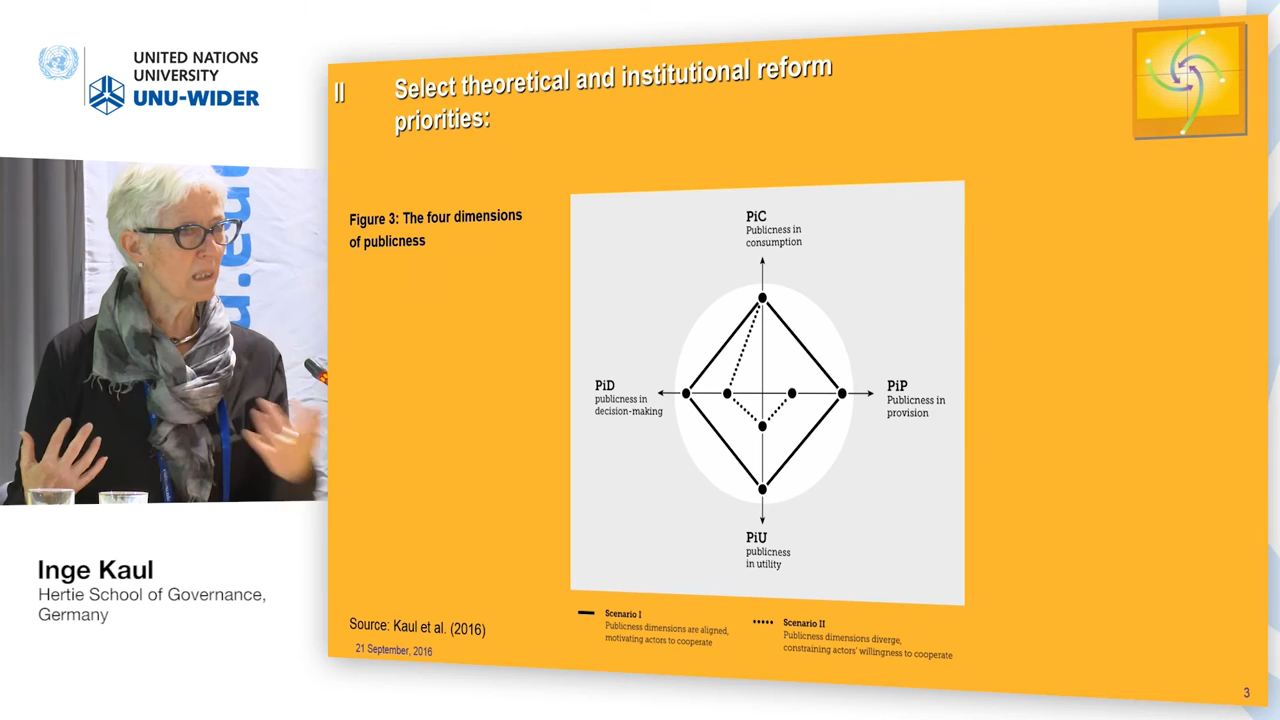 UNITED NATIONS
UNIVERSITY
UNU-WIDER
Inge Kaul
Hertie School of Governance,
Germany
II Select theoretical and institutional reform
priorities:
Figure 3: The four dimensions
of publicness
PiC
Publicness in
consumption
PiD
publicness in
decision-making
PiP
Publicness in
provision
PiU
publicness
in utility
Scenario I
Publicness dimensions are aligned,
motivating actors to cooperate
Scenario II
Publicness dimensions diverge,
constraining actors' willingness to cooperate
Source: Kaul et al. (2016)
21 September, 2016
3